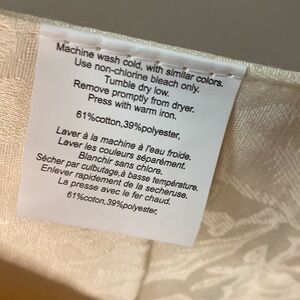 Machine wash cold, with similar colors.
Use non-chlorine bleach only.
Tumble dry low.
Remove promptly from dryer.
Press with warm iron.
61%cotton,39%polyester,
Laver à la machine à l'eau froide.
Laver les couleurs séparément.
Blanchir sans chlore.
Sécher par culbutage,à basse température.
Enlever rapidement de la secheruse.
La presse avec le fer chaud.
61%coton,39%polyester,